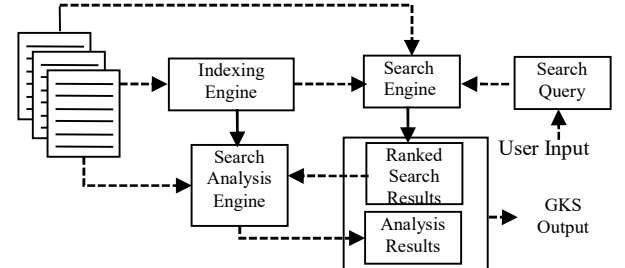 Indexing
Engine
Search
Engine
Search
Query
User Input
Search
Analysis
Engine
Ranked
Search
Results
Analysis
Results
GKS
Output